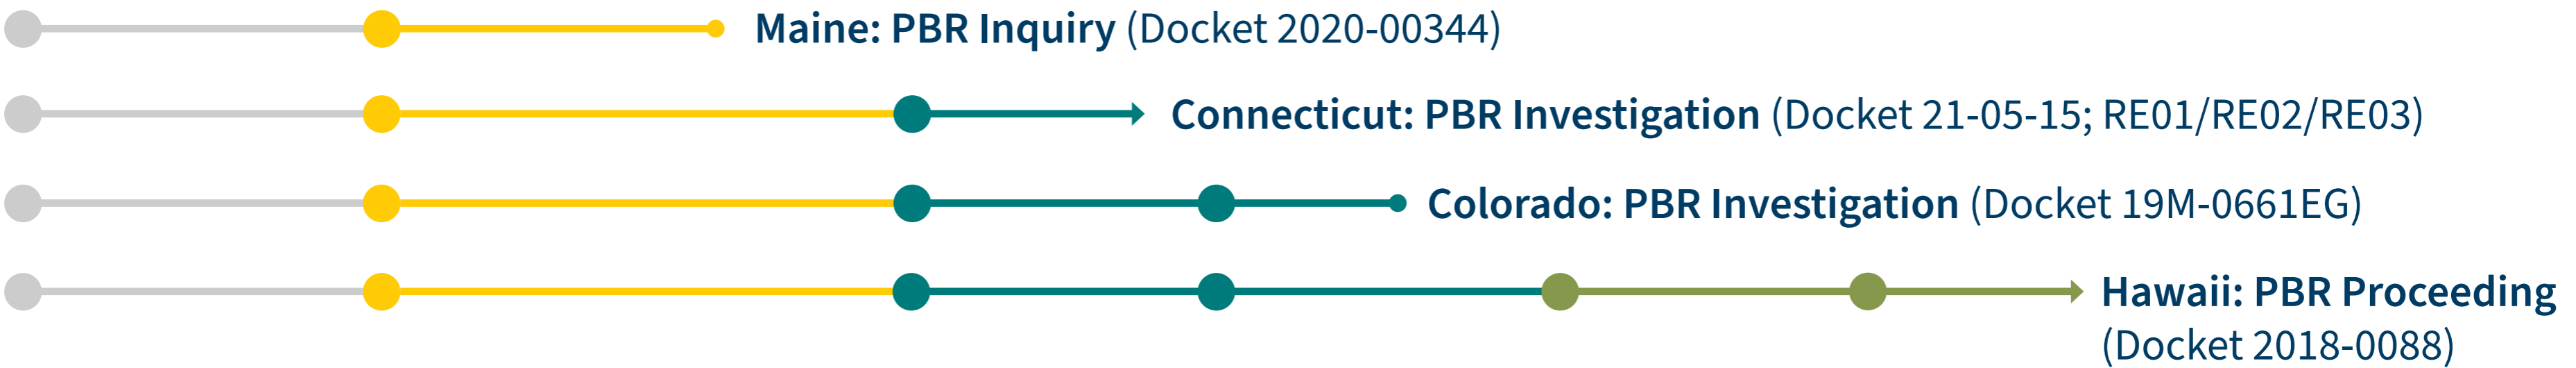 Maine: PBR Inquiry (Docket 2020-00344)
Connecticut: PBR Investigation (Docket 21-05-15; RE01/RE02/RE03)
Colorado: PBR Investigation (Docket 19M-0661EG)
Hawaii: PBR Proceeding
(Docket 2018-0088)